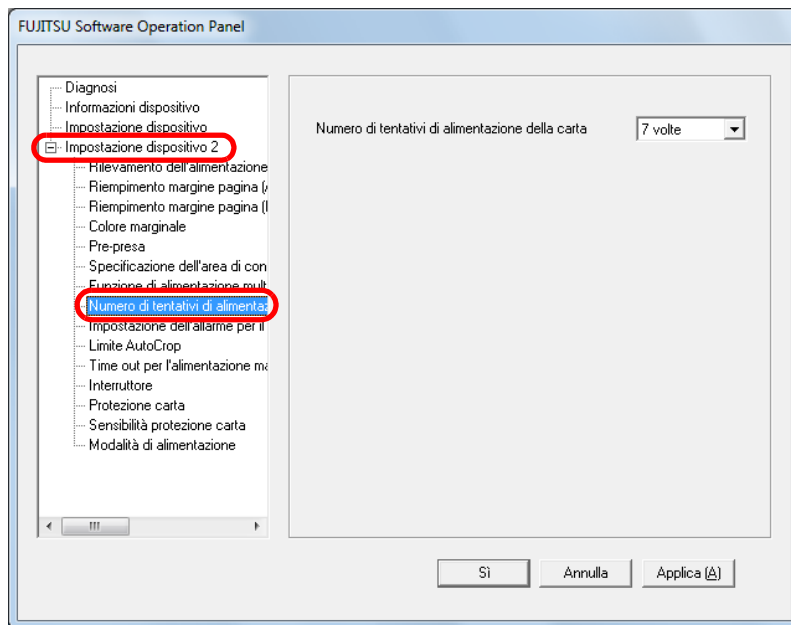 FUJITSU Software Operation Panel
Diagnosi
Informazioni dispositivo
Impostazione dispositivo
Impostazione dispositivo 2
Rilevamento dell'alimentazione
Riempimento margine pagina (
Riempimento margine pagina (
Colore marginale
Pre-presa
Specificazione dell'area di con
Funzione di alimentazione mult
Numero di tentativi di alimentaz
Impostazione dell'allarme per il
Limite AutoCrop
Time out per l'alimentazione ma
Interruttore
Protezione carta
Sensibilità protezione carta
Modalità di alimentazione
Numero di tentativi di alimentazione della carta
7 volte
Sì
Annulla
Applica (A)